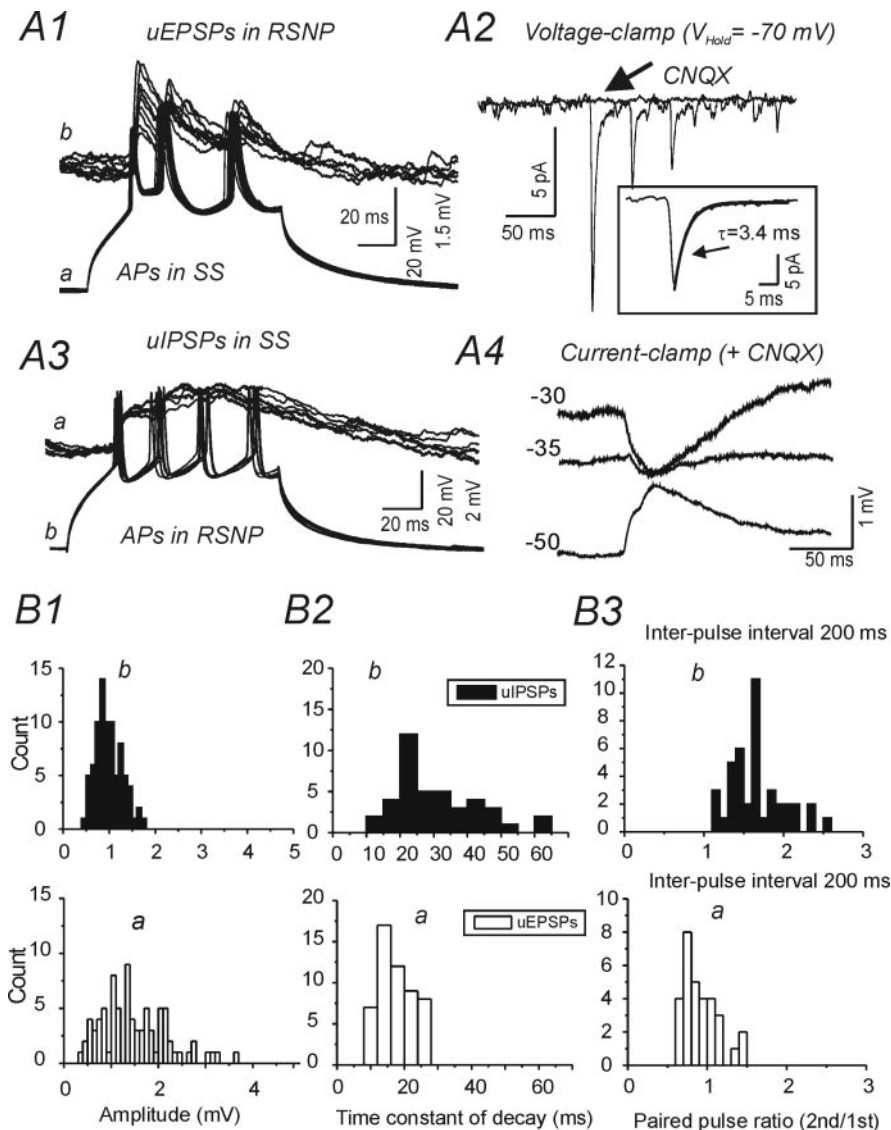 A1
uEPSPs in RSNP
b
20 ms
20 mV
1.5 mV
a
APs in SS
A2
Voltage-clamp (VHold= -70 mV)
CNQX
5 pA
50 ms
τ=3.4 ms
5 pA
5 ms
A3
uIPSPs in SS
a
20 ms
20 mV
2 mV
b
APs in RSNP
A4
Current-clamp (+ CNQX)
-30
-35
-50
1 mV
50 ms
B1
b
Count
15
10
5
0
0 1 2 3 4 5
B2
b
uIPSPs
20
15
10
5
0
0 10 20 30 40 50 60
B3
Inter-pulse interval 200 ms
b
12
10
8
6
4
2
0
0 1 2 3
a
Count
15
10
5
0
0 2 4
Amplitude (mV)
a
uEPSPs
20
15
10
5
0
0 20 40 60
Time constant of decay (ms)
Inter-pulse interval 200 ms
a
10
8
6
4
2
0
0 1 2 3
Paired pulse ratio (2nd/1st)